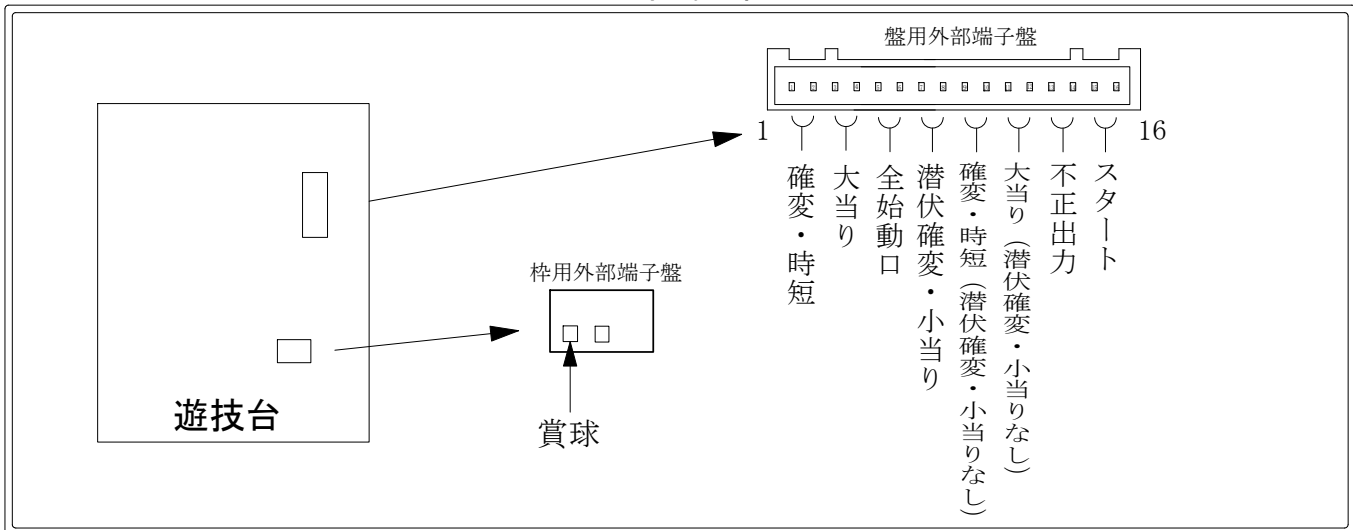 盤用外部端子盤
1
16
確変・時短
大当り
全始動口
潜伏確変・小当り
確変・時短（潜伏確変・小当りなし）
大当り（潜伏確変・小当りなし）
不正出力
スタート
枠用外部端子盤
賞球
遊技台